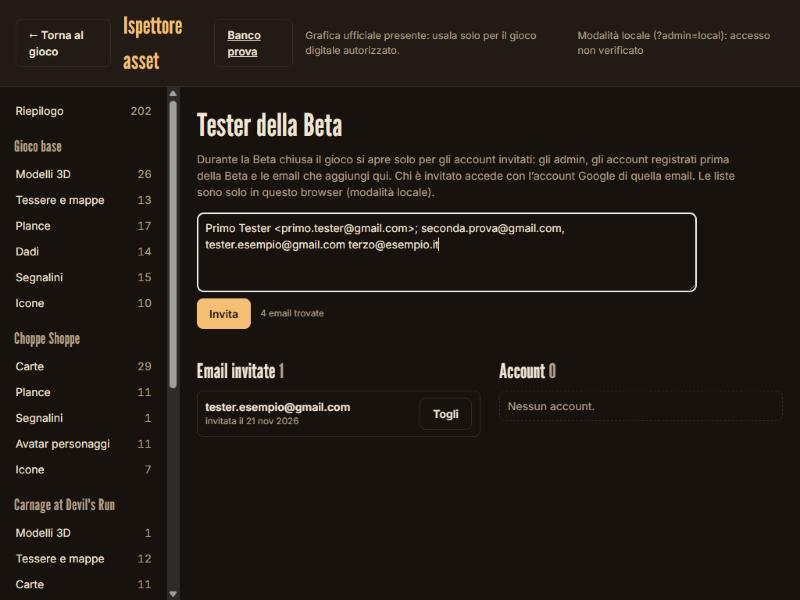 ← Torna al
gioco
Ispettore
asset
Banco
prova
Grafica ufficiale presente: usala solo per il gioco
digitale autorizzato.
Modalità locale (?admin=local): accesso
non verificato
Riepilogo 202
Gioco base
Modelli 3D 26
Tessere e mappe 13
Plance 17
Dadi 14
Segnalini 15
Icone 10
Choppe Shoppe
Carte 29
Plance 11
Segnalini 1
Avatar personaggi 11
Icone 7
Carnage at Devil's Run
Modelli 3D 1
Tessere e mappe 12
Carte 11
Tester della Beta
Durante la Beta chiusa il gioco si apre solo per gli account invitati: gli admin, gli account registrati prima
della Beta e le email che aggiungi qui. Chi è invitato accede con l'account Google di quella email. Le liste
sono solo in questo browser (modalità locale).
Primo Tester <primo.tester@gmail.com>; seconda.prova@gmail.com,
tester.esempio@gmail.com terzo@esempio.it
Invita
4 email trovate
Email invitate 1
tester.esempio@gmail.com
invitata il 21 nov 2026
Togli
Account 0
Nessun account.